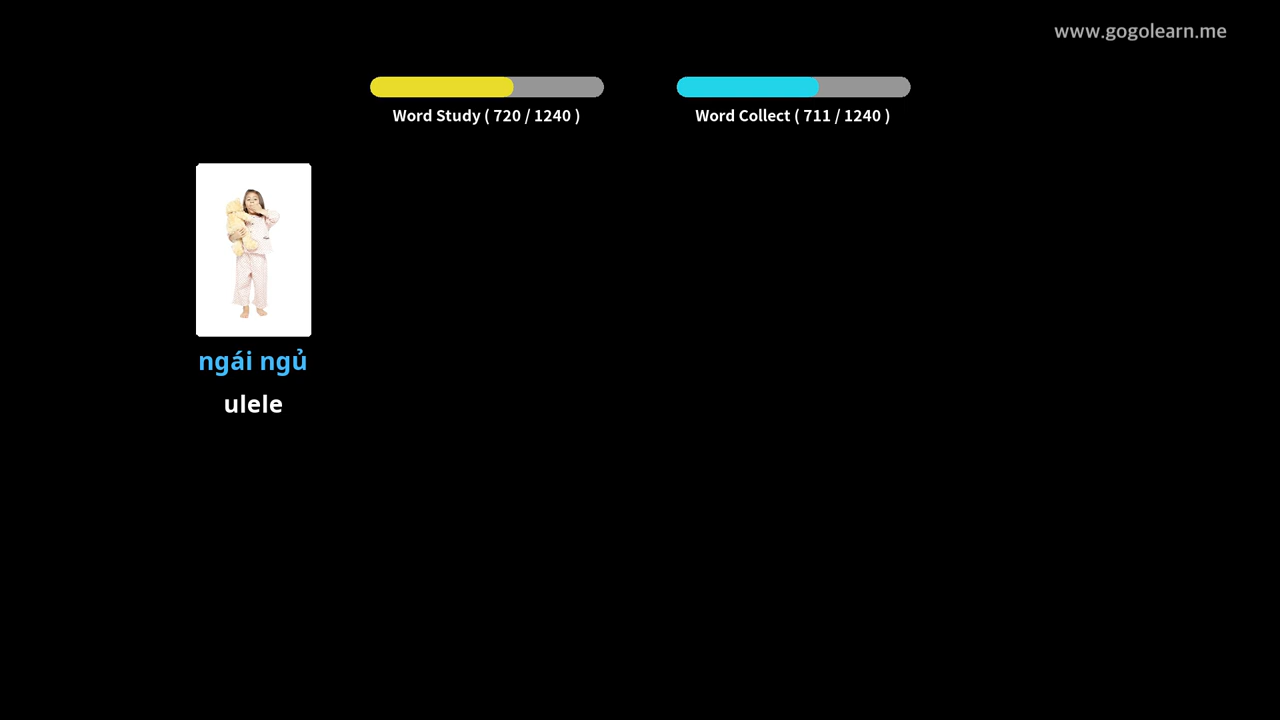 www.gogolearn.me
Word Study ( 720 / 1240 )
Word Collect ( 711 / 1240 )
ngái ngủ
ulele